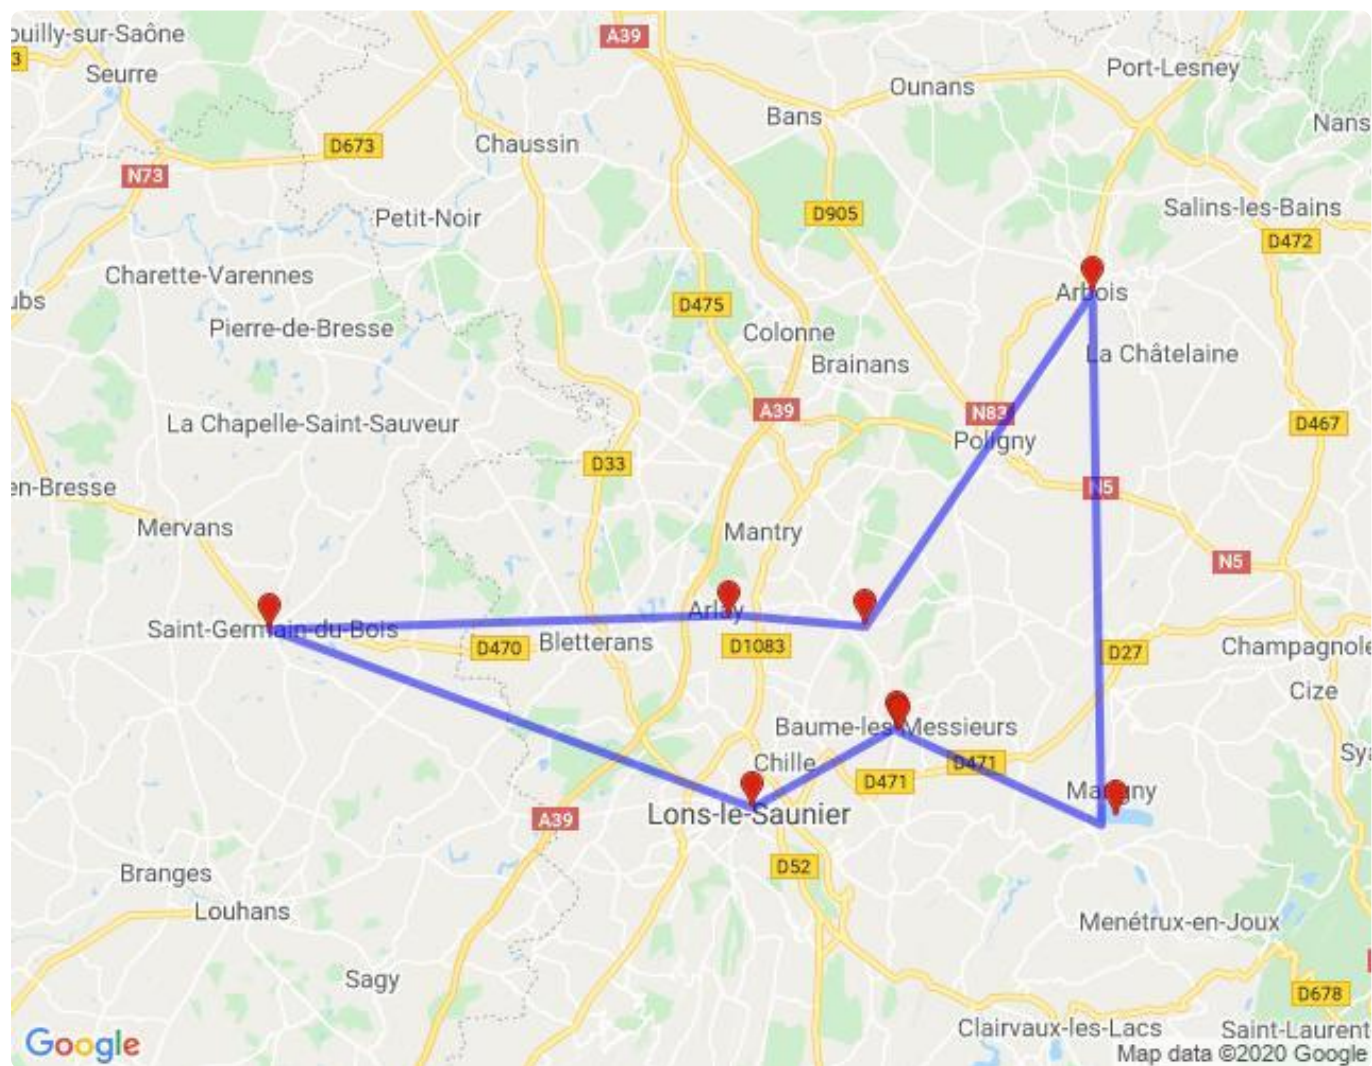 A39
ouilly-sur-Saône
Seurre
Port-Lesney
Ounans
Bans
Nans
D673
Chaussin
N73
Petit-Noir
D905
Salins-les-Bains
D472
Charette-Varennes
ubs
Arbois
D475
Pierre-de-Bresse
Colonne
La Châtelaine
Brainans
A39
N83
La Chapelle-Saint-Sauveur
D467
Poligny
D33
en-Bresse
N5
Mervans
Mantry
N5
Arlay
Saint-Germain-du-Bois
D470
Bletterans
D1083
D27
Champagnole
Cize
Baume-les-Messieurs
Sya
Chille
D471
D471
Marigny
Lons-le-Saunier
A39
D52
Branges
Louhans
Menétrux-en-Joux
Sagy
D678
Clairvaux-les-Lacs
Saint-Laurent
Google
Map data ©2020 Google